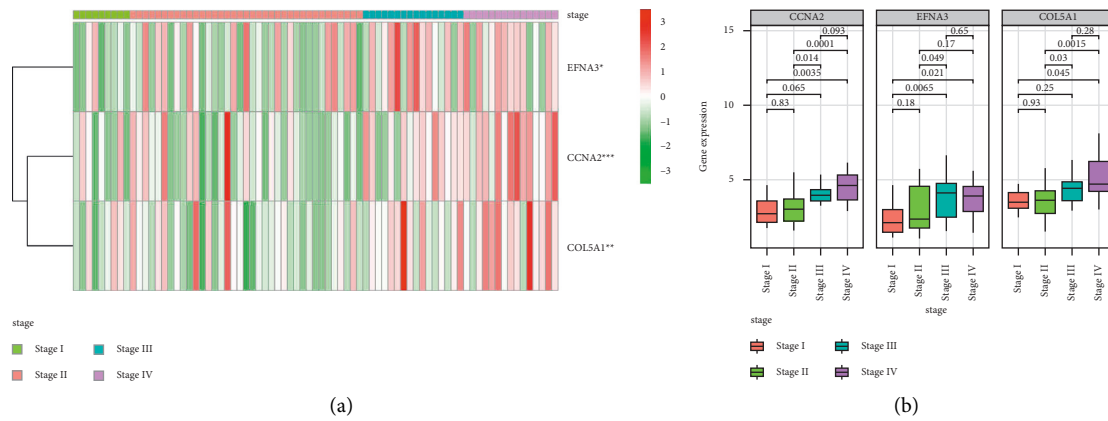 stage
EFNA3*
CCNA2***
COL5A1**
3
2
1
0
−1
−2
−3
stage
Stage I
Stage III
Stage II
Stage IV
(a)
CCNA2
EFNA3
COL5A1
Gene expression
15
10
5
0.093
0.0001
0.014
0.0035
0.065
0.83
0.65
0.17
0.049
0.021
0.0065
0.18
0.28
0.0015
0.03
0.045
0.25
0.93
Stage I
Stage II
Stage III
Stage IV
Stage I
Stage II
Stage III
Stage IV
Stage I
Stage II
Stage III
Stage IV
stage
stage
Stage I
Stage III
Stage II
Stage IV
(b)